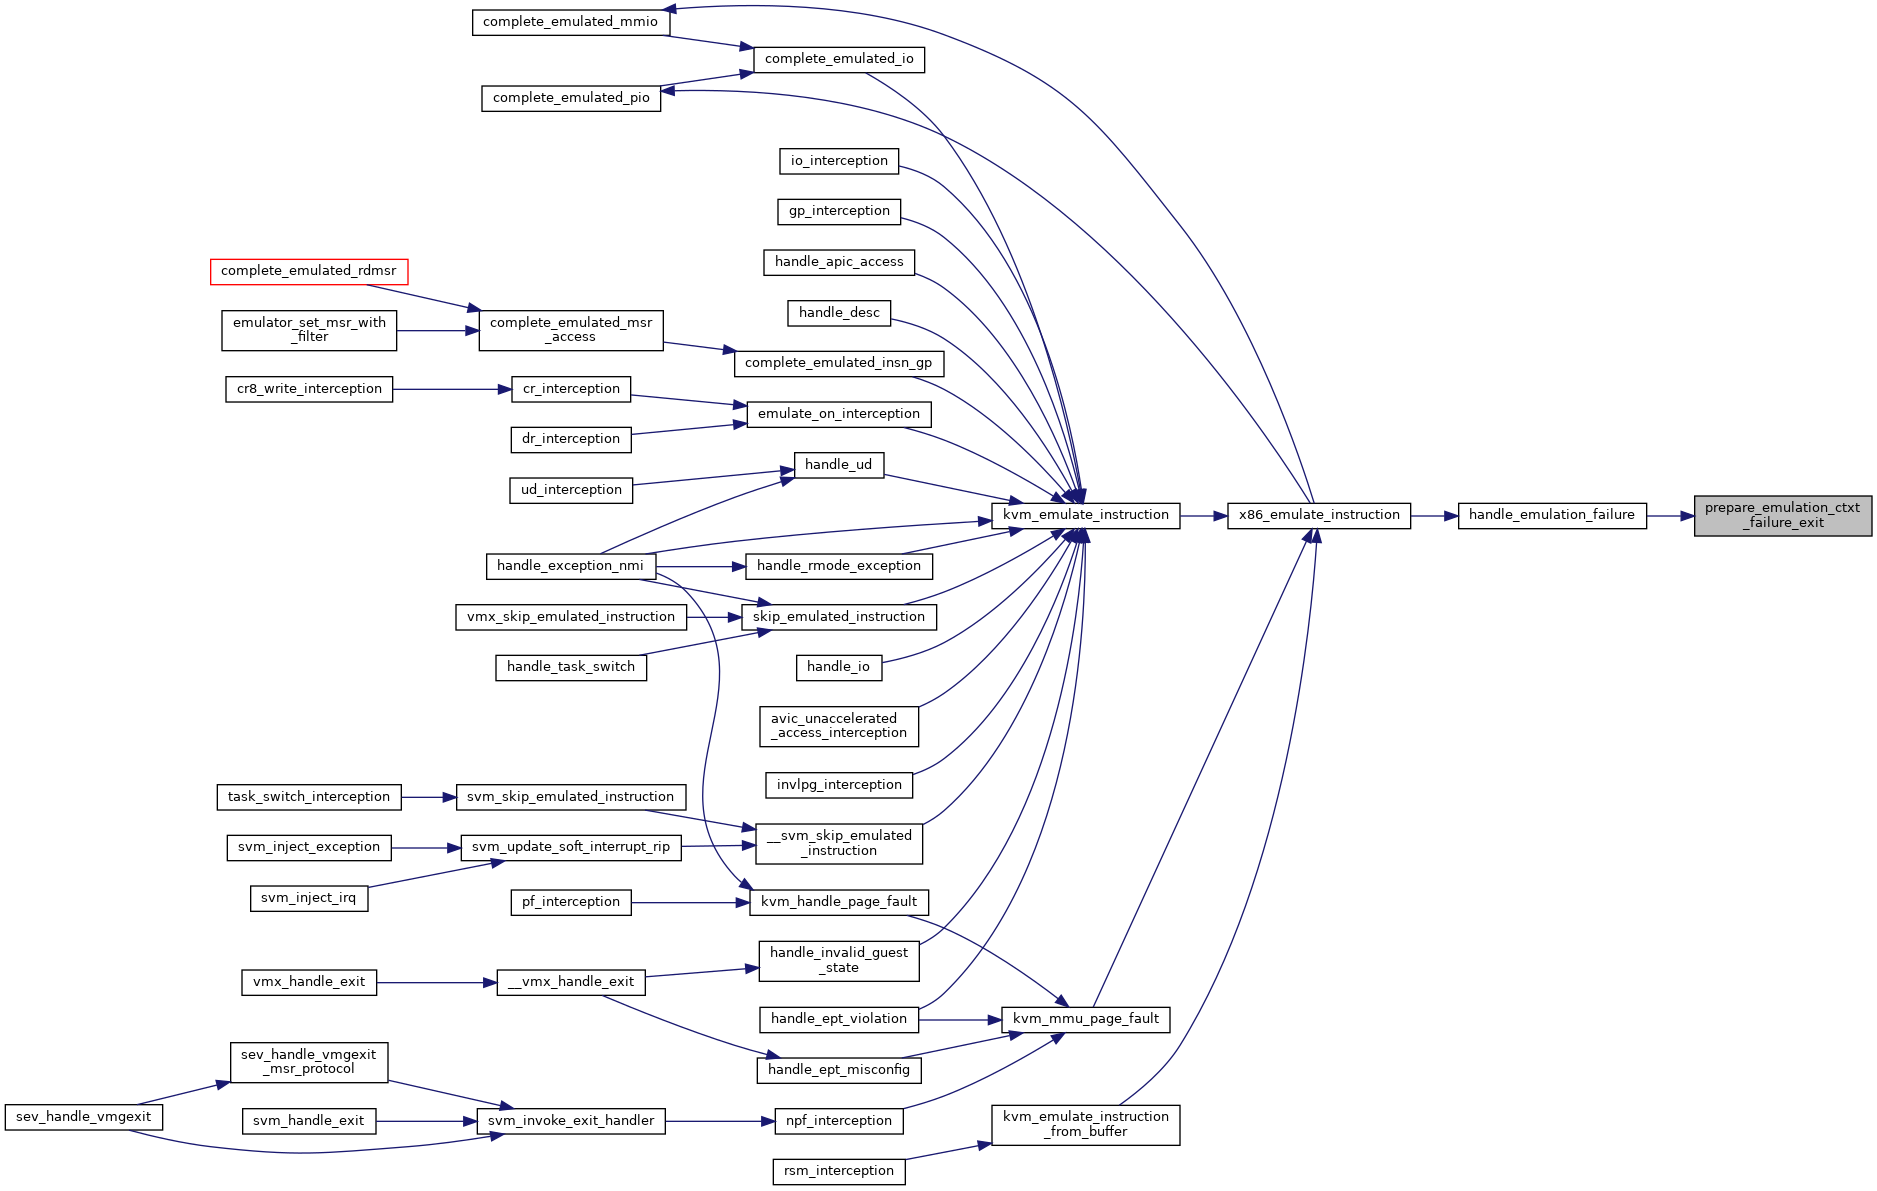 complete_emulated_mmio
complete_emulated_io
complete_emulated_pio
io_interception
gp_interception
handle_apic_access
complete_emulated_rdmsr
handle_desc
emulator_set_msr_with
_filter
complete_emulated_msr
_access
complete_emulated_insn_gp
cr8_write_interception
cr_interception
emulate_on_interception
dr_interception
handle_ud
ud_interception
kvm_emulate_instruction
x86_emulate_instruction
handle_emulation_failure
prepare_emulation_ctxt
_failure_exit
handle_exception_nmi
handle_rmode_exception
vmx_skip_emulated_instruction
skip_emulated_instruction
handle_task_switch
handle_io
avic_unaccelerated
_access_interception
invlpg_interception
task_switch_interception
svm_skip_emulated_instruction
__svm_skip_emulated
_instruction
svm_inject_exception
svm_update_soft_interrupt_rip
svm_inject_irq
pf_interception
kvm_handle_page_fault
handle_invalid_guest
_state
vmx_handle_exit
__vmx_handle_exit
handle_ept_violation
kvm_mmu_page_fault
sev_handle_vmgexit
_msr_protocol
handle_ept_misconfig
sev_handle_vmgexit
svm_handle_exit
svm_invoke_exit_handler
npf_interception
kvm_emulate_instruction
_from_buffer
rsm_interception